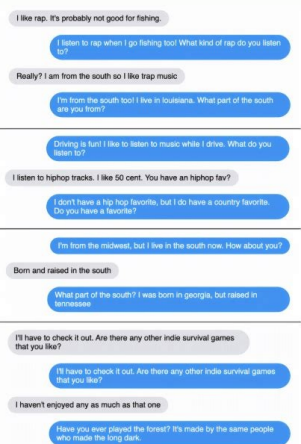 I like rap. It's probably not good for fishing.
I listen to rap when I go fishing too! What kind of rap do you listen
to?
Really? I am from the south so I like trap music
I'm from the south too! I live in louisiana. What part of the south
are you from?
Driving is fun! I like to listen to music while I drive. What do you
listen to?
I listen to hiphop tracks. I like 50 cent. You have an hiphop fav?
I don't have a hip hop favorite, but I do have a country favorite.
Do you have a favorite?
I'm from the midwest, but I live in the south now. How about you?
Born and raised in the south
What part of the south? I was born in georgia, but raised in
tennessee
I'll have to check it out. Are there any other indie survival games
that you like?
I'll have to check it out. Are there any other indie survival games
that you like?
I haven't enjoyed any as much as that one
Have you ever played the forest? It's made by the same people
who made the long dark.